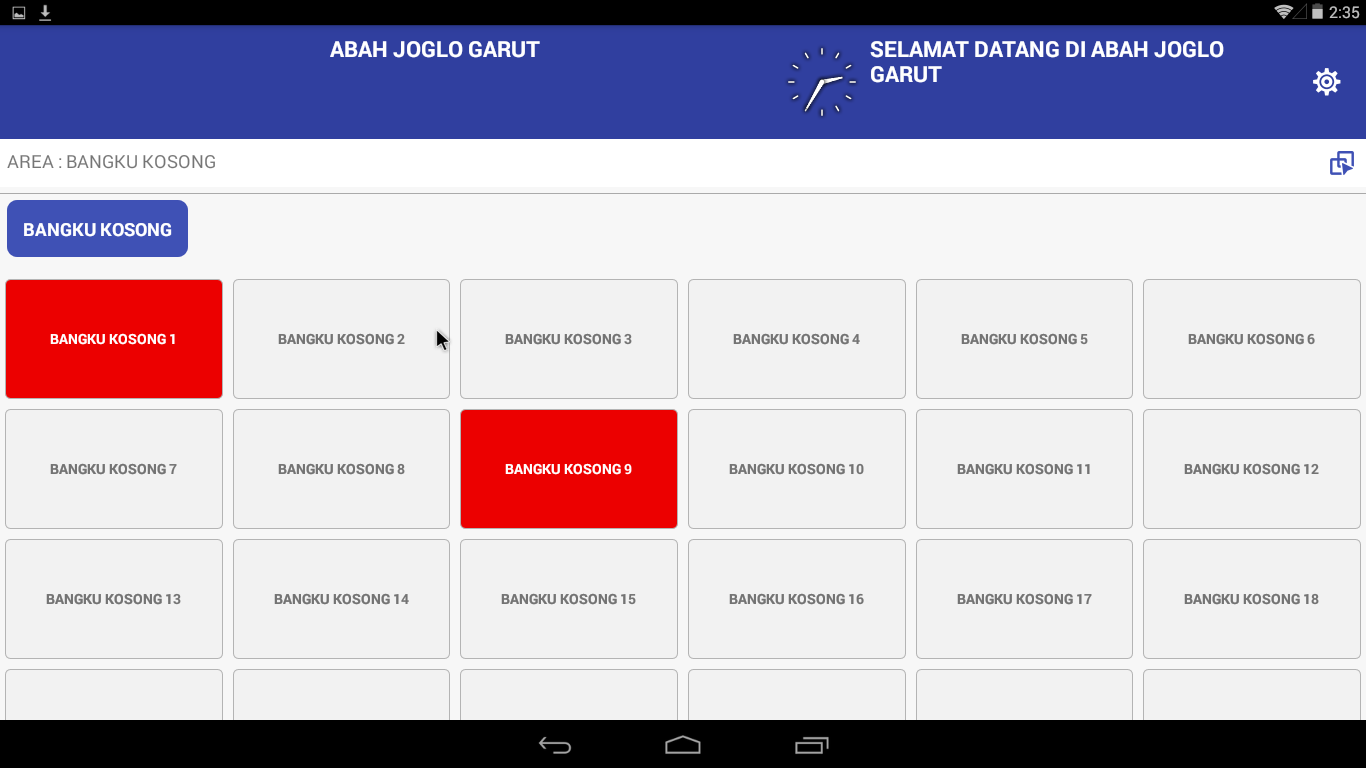 2:35
ABAH JOGLO GARUT
SELAMAT DATANG DI ABAH JOGLO
GARUT
AREA : BANGKU KOSONG
BANGKU KOSONG
BANGKU KOSONG 1
BANGKU KOSONG 2
BANGKU KOSONG 3
BANGKU KOSONG 4
BANGKU KOSONG 5
BANGKU KOSONG 6
BANGKU KOSONG 7
BANGKU KOSONG 8
BANGKU KOSONG 9
BANGKU KOSONG 10
BANGKU KOSONG 11
BANGKU KOSONG 12
BANGKU KOSONG 13
BANGKU KOSONG 14
BANGKU KOSONG 15
BANGKU KOSONG 16
BANGKU KOSONG 17
BANGKU KOSONG 18